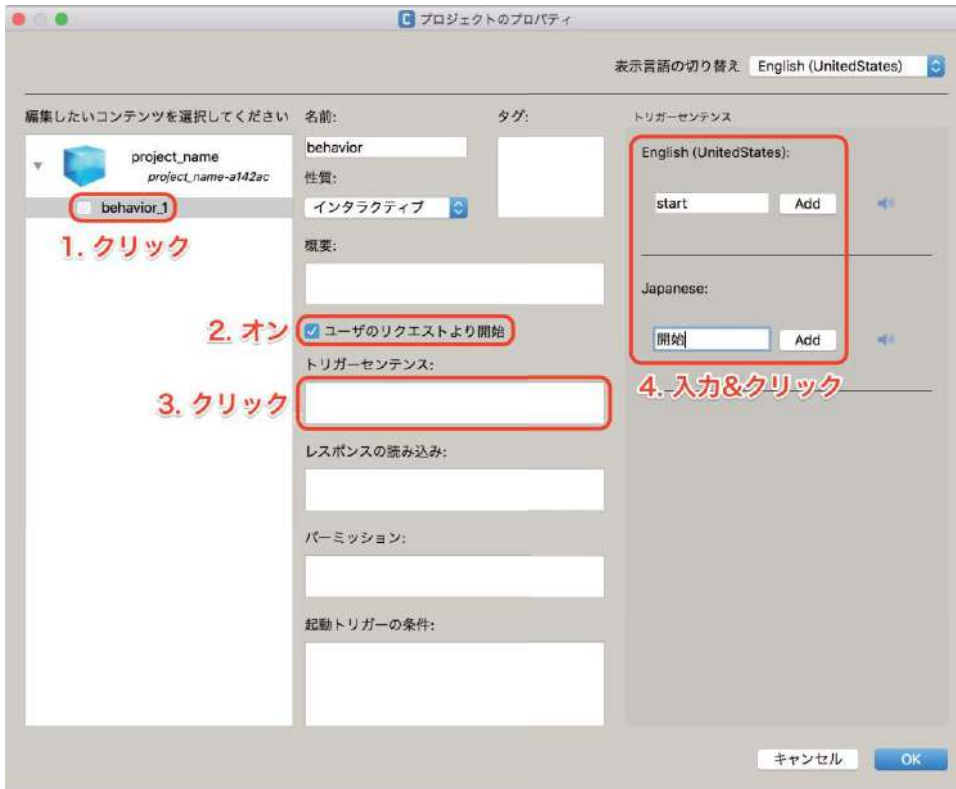 プロジェクトのプロパティ
表示言語の切り替え English (UnitedStates)
編集したいコンテンツを選択してください
project_name
project_name-a142ac
behavior_1
1. クリック
名前:
behavior
タグ:
性質:
インタラクティブ
概要:
2. オン
ユーザのリクエストより開始
トリガーセンテンス:
3. クリック
レスポンスの読み込み:
パーミッション:
起動トリガーの条件:
トリガーセンテンス
English (UnitedStates):
start Add
Japanese:
開始 Add
4. 入力&クリック
キャンセル OK